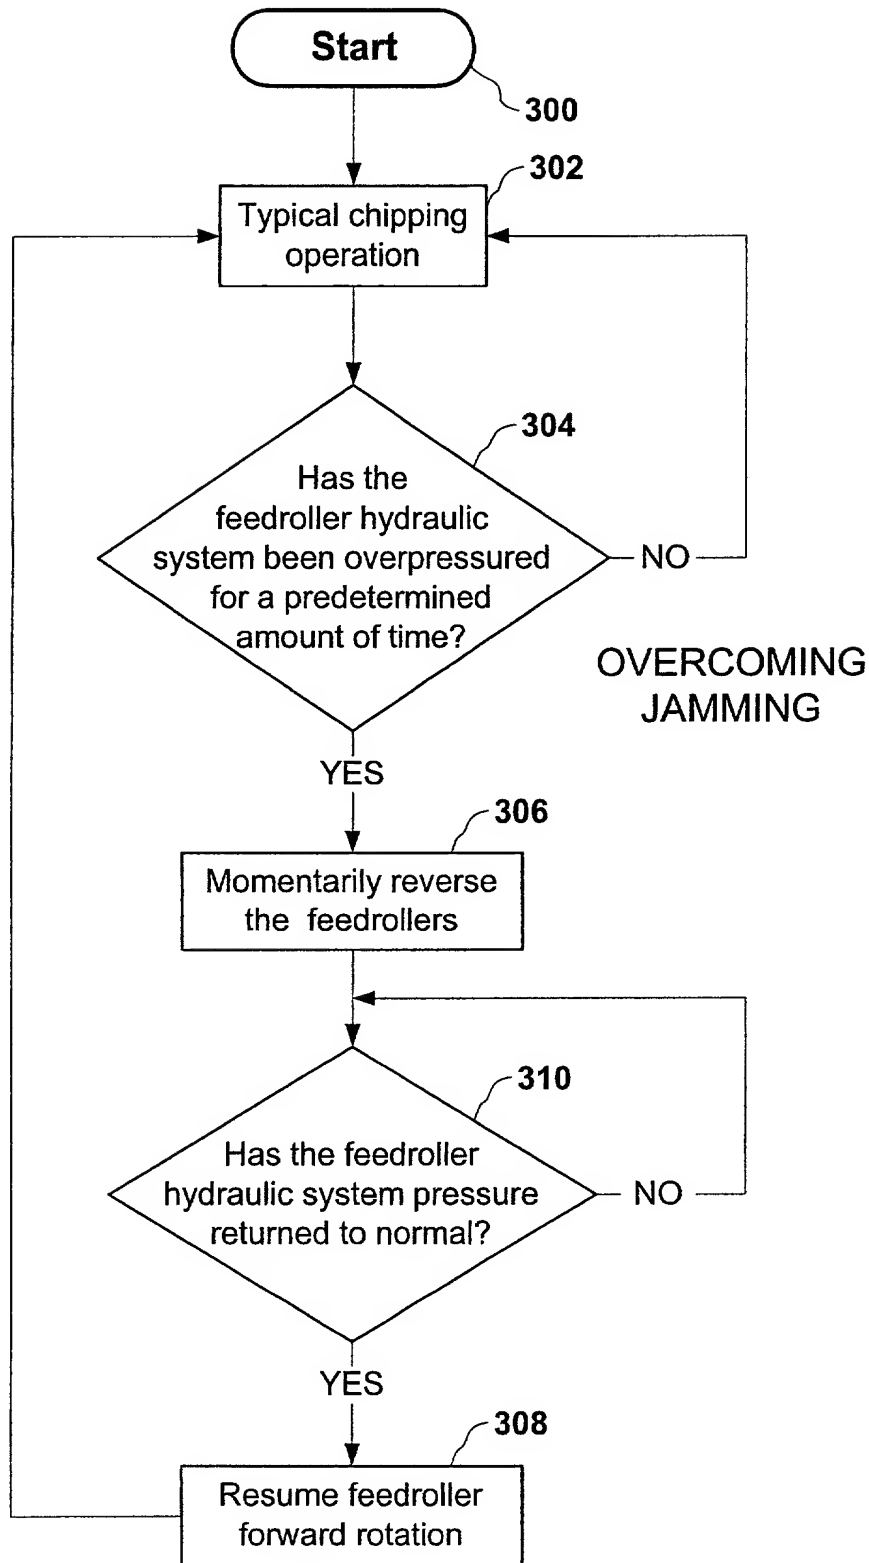 Start
300
302
Typical chipping
operation
304
Has the
feedroller hydraulic
system been overpressured
for a predetermined
amount of time?
NO
OVERCOMING
JAMMING
YES
306
Momentarily reverse
the feedrollers
310
Has the feedroller
hydraulic system pressure
returned to normal?
NO
YES
308
Resume feedroller
forward rotation